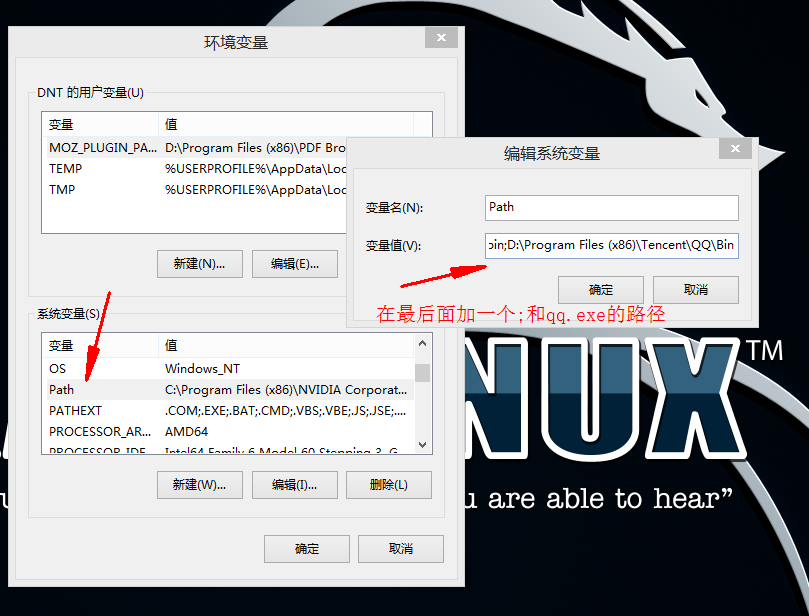 环境变量
DNT 的用户变量(U)
变量 值
MOZ_PLUGIN_PA... D:\Program Files (x86)\PDF Bro
TEMP %USERPROFILE%\AppData\Loc
TMP %USERPROFILE%\AppData\Loc
新建(N)... 编辑(E)...
编辑系统变量
变量名(N): Path
变量值(V): bin;D:\Program Files (x86)\Tencent\QQ\Bin
确定 取消
在最后面加一个;和qq.exe的路径
系统变量(S)
变量 值
OS Windows_NT
Path C:\Program Files (x86)\NVIDIA Corporat...
PATHEXT .COM;.EXE;.BAT;.CMD;.VBS;.VBE;.JS;.JSE;....
PROCESSOR_AR... AMD64
PROCESSOR_IDE Intel64 Family 6 Model 60 Stepping 3, G
新建(W)... 编辑(I)... 删除(L)
确定 取消
NUX TM
u are able to hear”